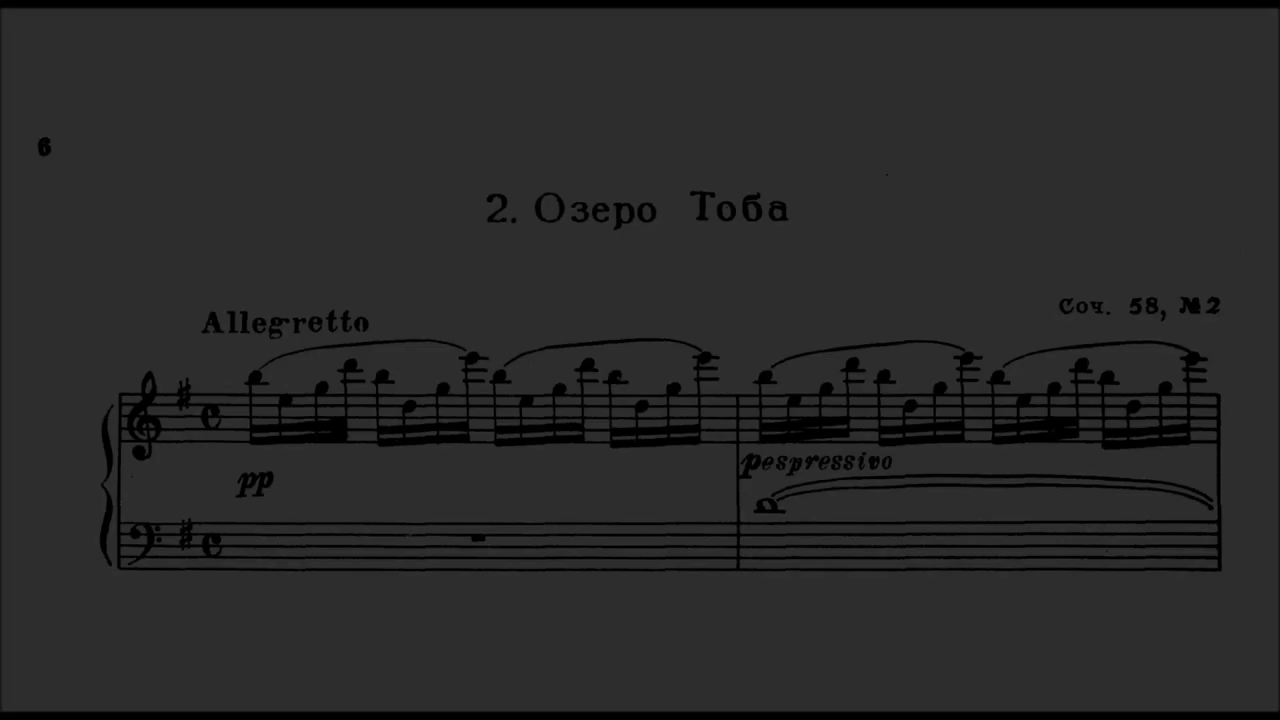 6
2. Озеро Тоба
Allegretto
Соч. 58, №2
pp
p espressivo